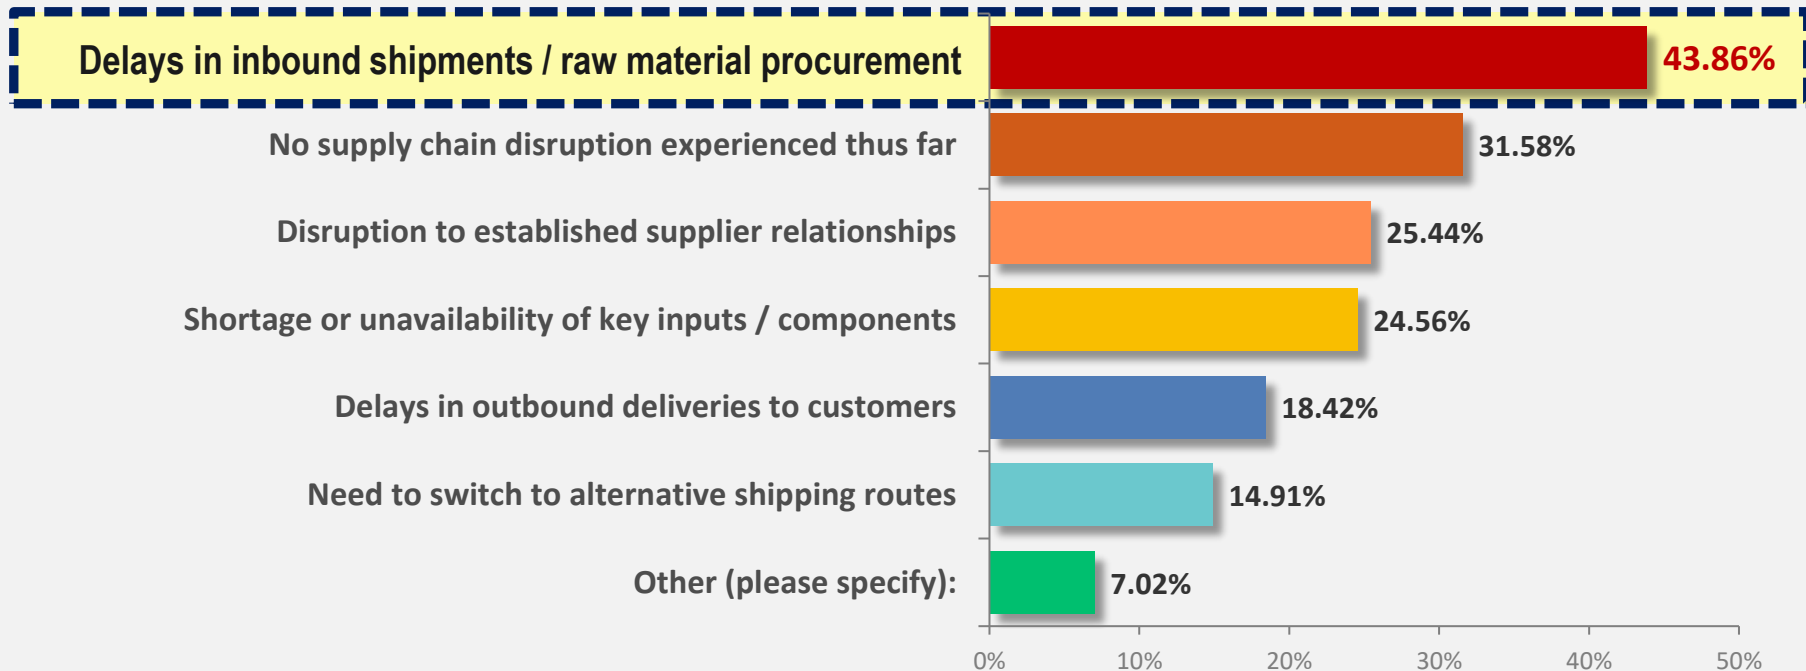 Delays in inbound shipments / raw material procurement 43.86%
No supply chain disruption experienced thus far 31.58%
Disruption to established supplier relationships 25.44%
Shortage or unavailability of key inputs / components 24.56%
Delays in outbound deliveries to customers 18.42%
Need to switch to alternative shipping routes 14.91%
Other (please specify): 7.02%
0% 10% 20% 30% 40% 50%